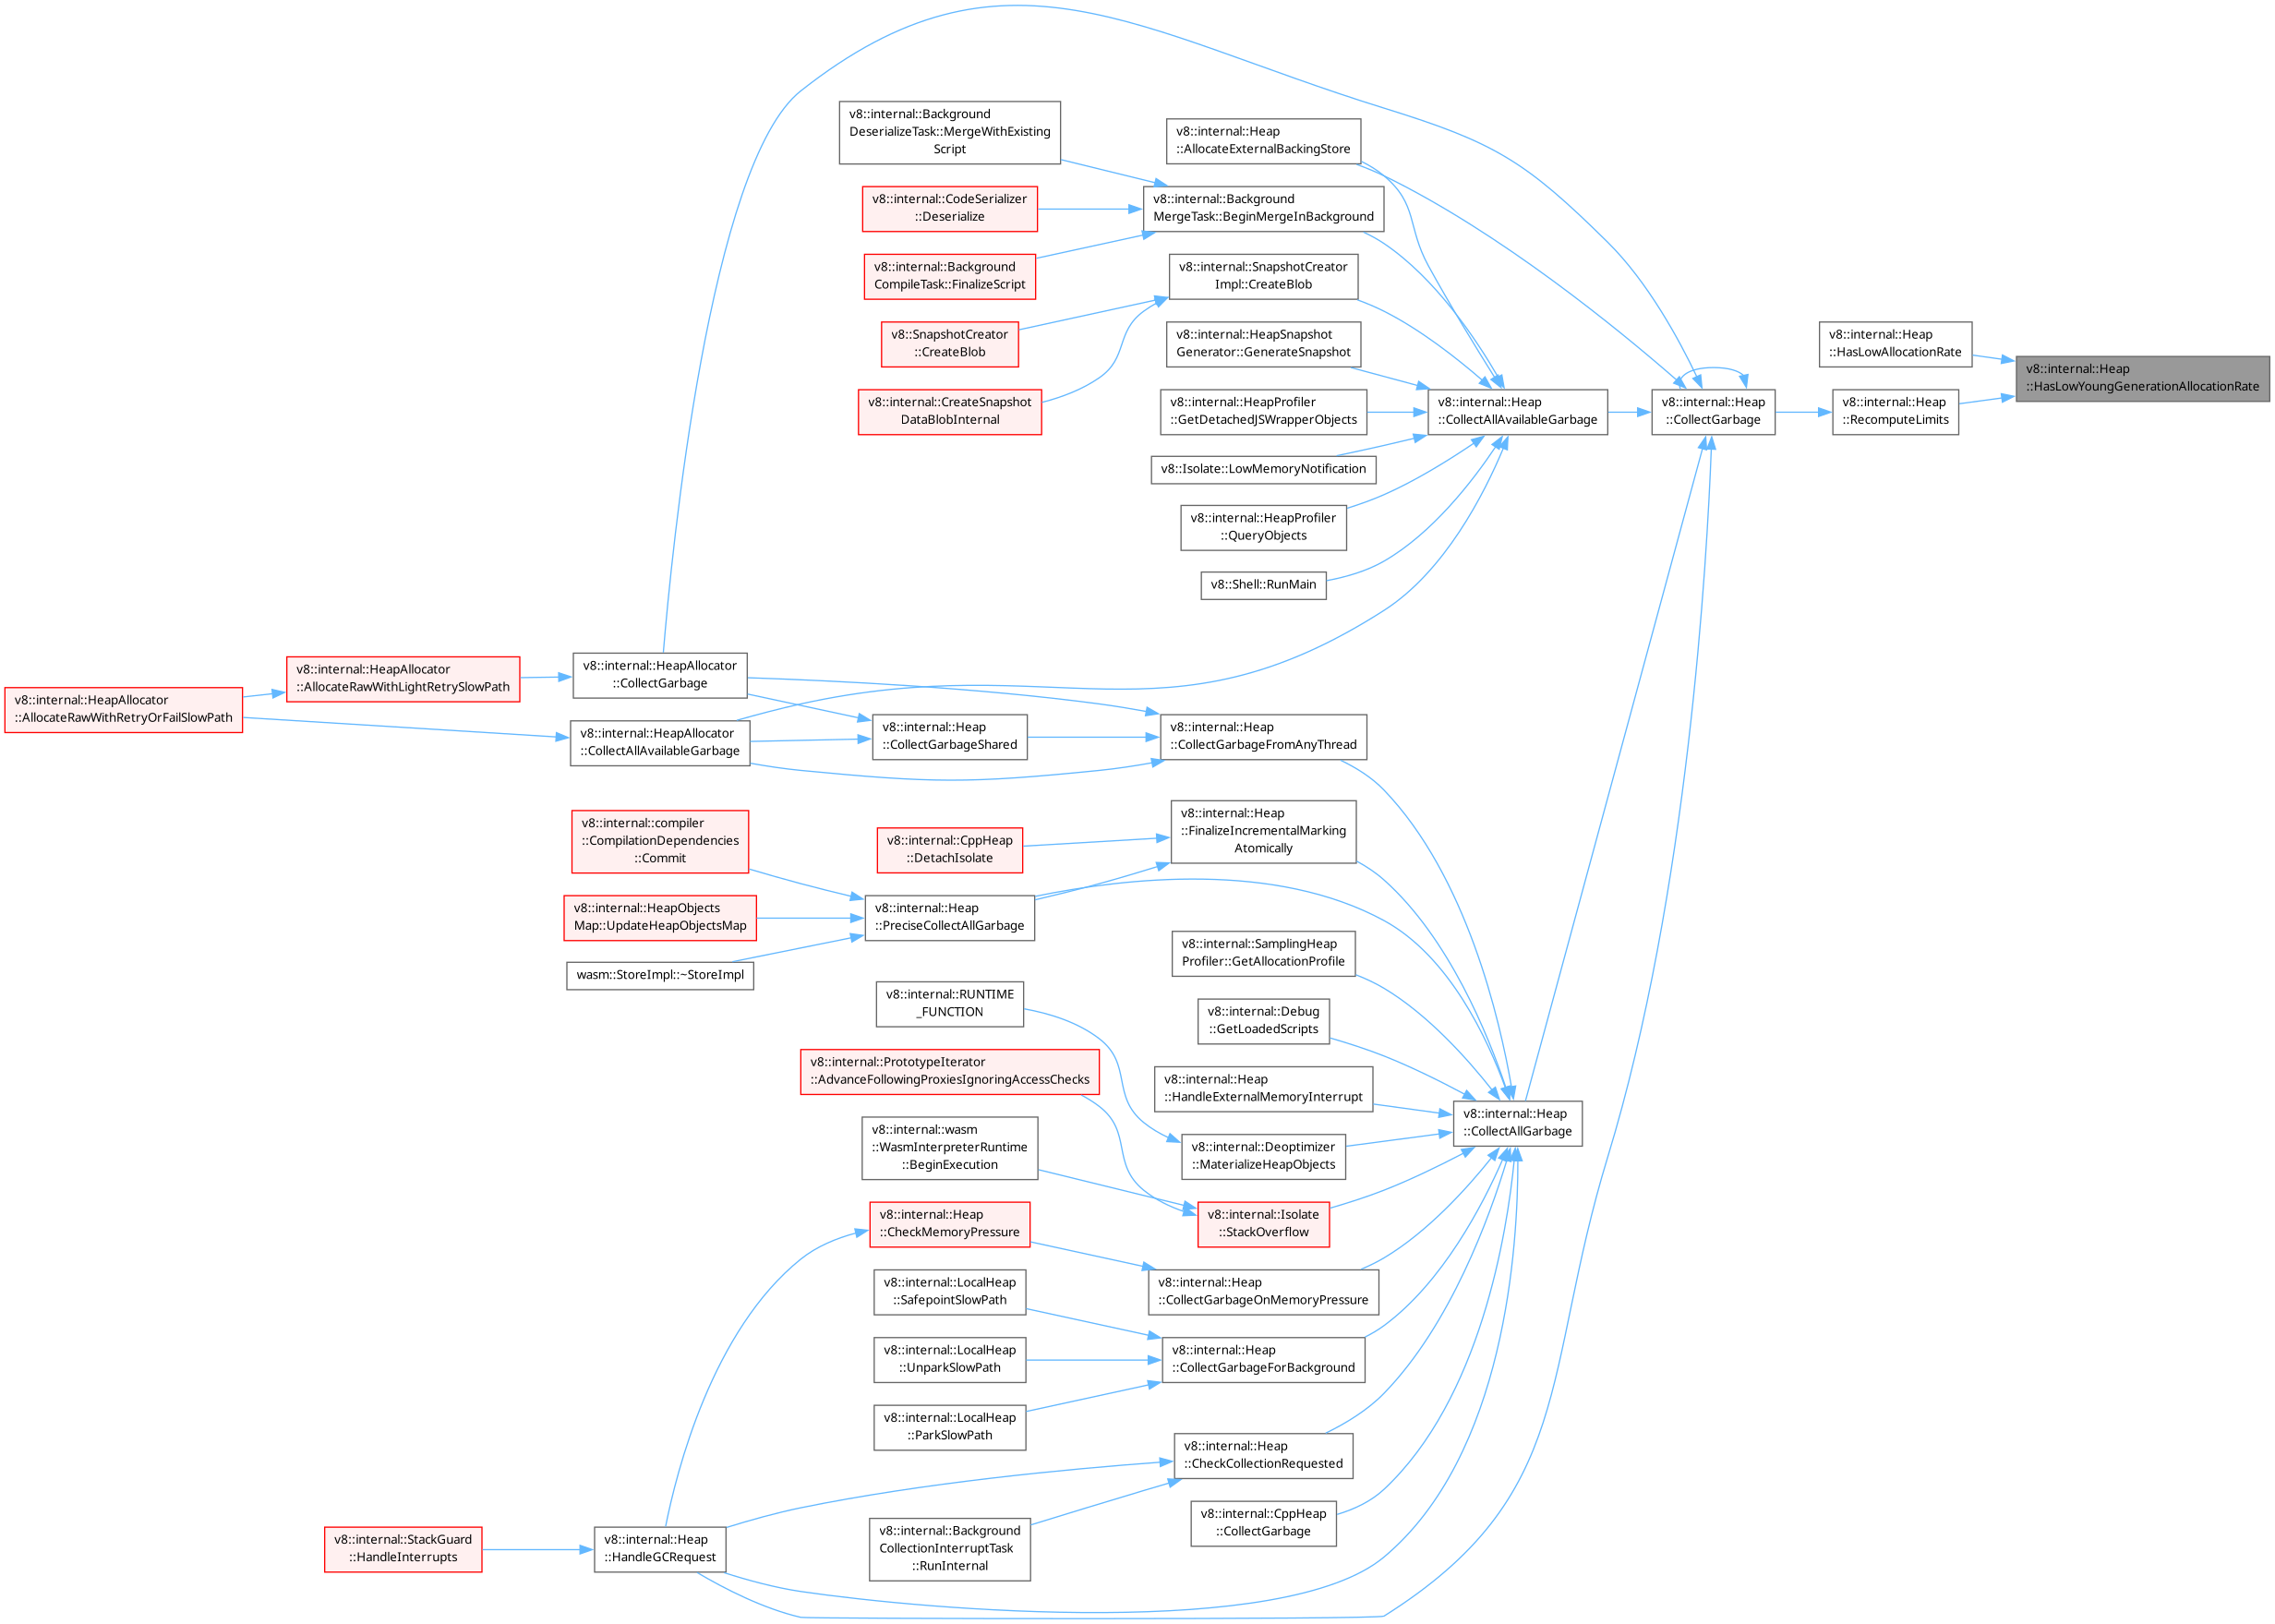 v8::internal::Background
DeserializeTask::MergeWithExisting
Script
v8::internal::Heap
::AllocateExternalBackingStore
v8::internal::CodeSerializer
::Deserialize
v8::internal::Background
MergeTask::BeginMergeInBackground
v8::internal::Background
CompileTask::FinalizeScript
v8::internal::SnapshotCreator
Impl::CreateBlob
v8::SnapshotCreator
::CreateBlob
v8::internal::HeapSnapshot
Generator::GenerateSnapshot
v8::internal::Heap
::HasLowAllocationRate
v8::internal::Heap
::HasLowYoungGenerationAllocationRate
v8::internal::CreateSnapshot
DataBlobInternal
v8::internal::HeapProfiler
::GetDetachedJSWrapperObjects
v8::internal::Heap
::CollectAllAvailableGarbage
v8::internal::Heap
::CollectGarbage
v8::internal::Heap
::RecomputeLimits
v8::Isolate::LowMemoryNotification
v8::internal::HeapProfiler
::QueryObjects
v8::Shell::RunMain
v8::internal::HeapAllocator
::AllocateRawWithRetryOrFailSlowPath
v8::internal::HeapAllocator
::AllocateRawWithLightRetrySlowPath
v8::internal::HeapAllocator
::CollectGarbage
v8::internal::HeapAllocator
::CollectAllAvailableGarbage
v8::internal::Heap
::CollectGarbageShared
v8::internal::Heap
::CollectGarbageFromAnyThread
v8::internal::compiler
::CompilationDependencies
::Commit
v8::internal::CppHeap
::DetachIsolate
v8::internal::Heap
::FinalizeIncrementalMarking
Atomically
v8::internal::HeapObjects
Map::UpdateHeapObjectsMap
v8::internal::Heap
::PreciseCollectAllGarbage
wasm::StoreImpl::~StoreImpl
v8::internal::SamplingHeap
Profiler::GetAllocationProfile
v8::internal::RUNTIME
_FUNCTION
v8::internal::Debug
::GetLoadedScripts
v8::internal::PrototypeIterator
::AdvanceFollowingProxiesIgnoringAccessChecks
v8::internal::Heap
::HandleExternalMemoryInterrupt
v8::internal::Heap
::CollectAllGarbage
v8::internal::wasm
::WasmInterpreterRuntime
::BeginExecution
v8::internal::Deoptimizer
::MaterializeHeapObjects
v8::internal::Heap
::CheckMemoryPressure
v8::internal::Isolate
::StackOverflow
v8::internal::LocalHeap
::SafepointSlowPath
v8::internal::Heap
::CollectGarbageOnMemoryPressure
v8::internal::LocalHeap
::UnparkSlowPath
v8::internal::Heap
::CollectGarbageForBackground
v8::internal::LocalHeap
::ParkSlowPath
v8::internal::Heap
::CheckCollectionRequested
v8::internal::CppHeap
::CollectGarbage
v8::internal::StackGuard
::HandleInterrupts
v8::internal::Heap
::HandleGCRequest
v8::internal::Background
CollectionInterruptTask
::RunInternal